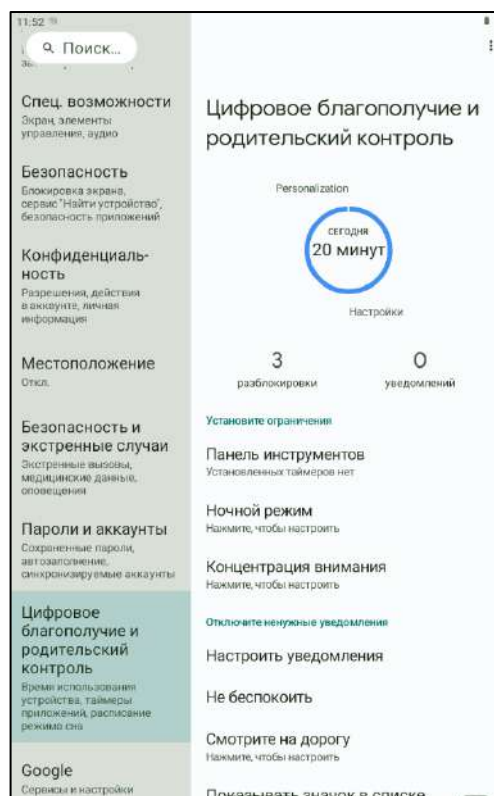 11:52
Поиск...
Спец. возможности
Экран, элементы
управления, аудио
Безопасность
Блокировка экрана,
сервис "Найти устройство",
безопасность приложений
Конфиденциаль-
ность
Разрешения, действия
в аккаунте, личная
информация
Местоположение
Откл.
Безопасность и
экстренные случаи
Экстренные вызовы,
медицинские данные,
оповещения
Пароли и аккаунты
Сохраненные пароли,
автозаполнение,
синхронизируемые аккаунты
Цифровое
благополучие и
родительский
контроль
Время использования
устройства, таймеры
приложений, расписание
режима сна
Google
Сервисы и настройки
Цифровое благополучие и
родительский контроль
Personalization
СЕГОДНЯ
20 минут
Настройки
3
разблокировки
0
уведомлений
Установите ограничения
Панель инструментов
Установленных таймеров нет
Ночной режим
Нажмите, чтобы настроить
Концентрация внимания
Нажмите, чтобы настроить
Отключите ненужные уведомления
Настроить уведомления
Не беспокоить
Смотрите на дорогу
Нажмите, чтобы настроить
Показывать значок в списке